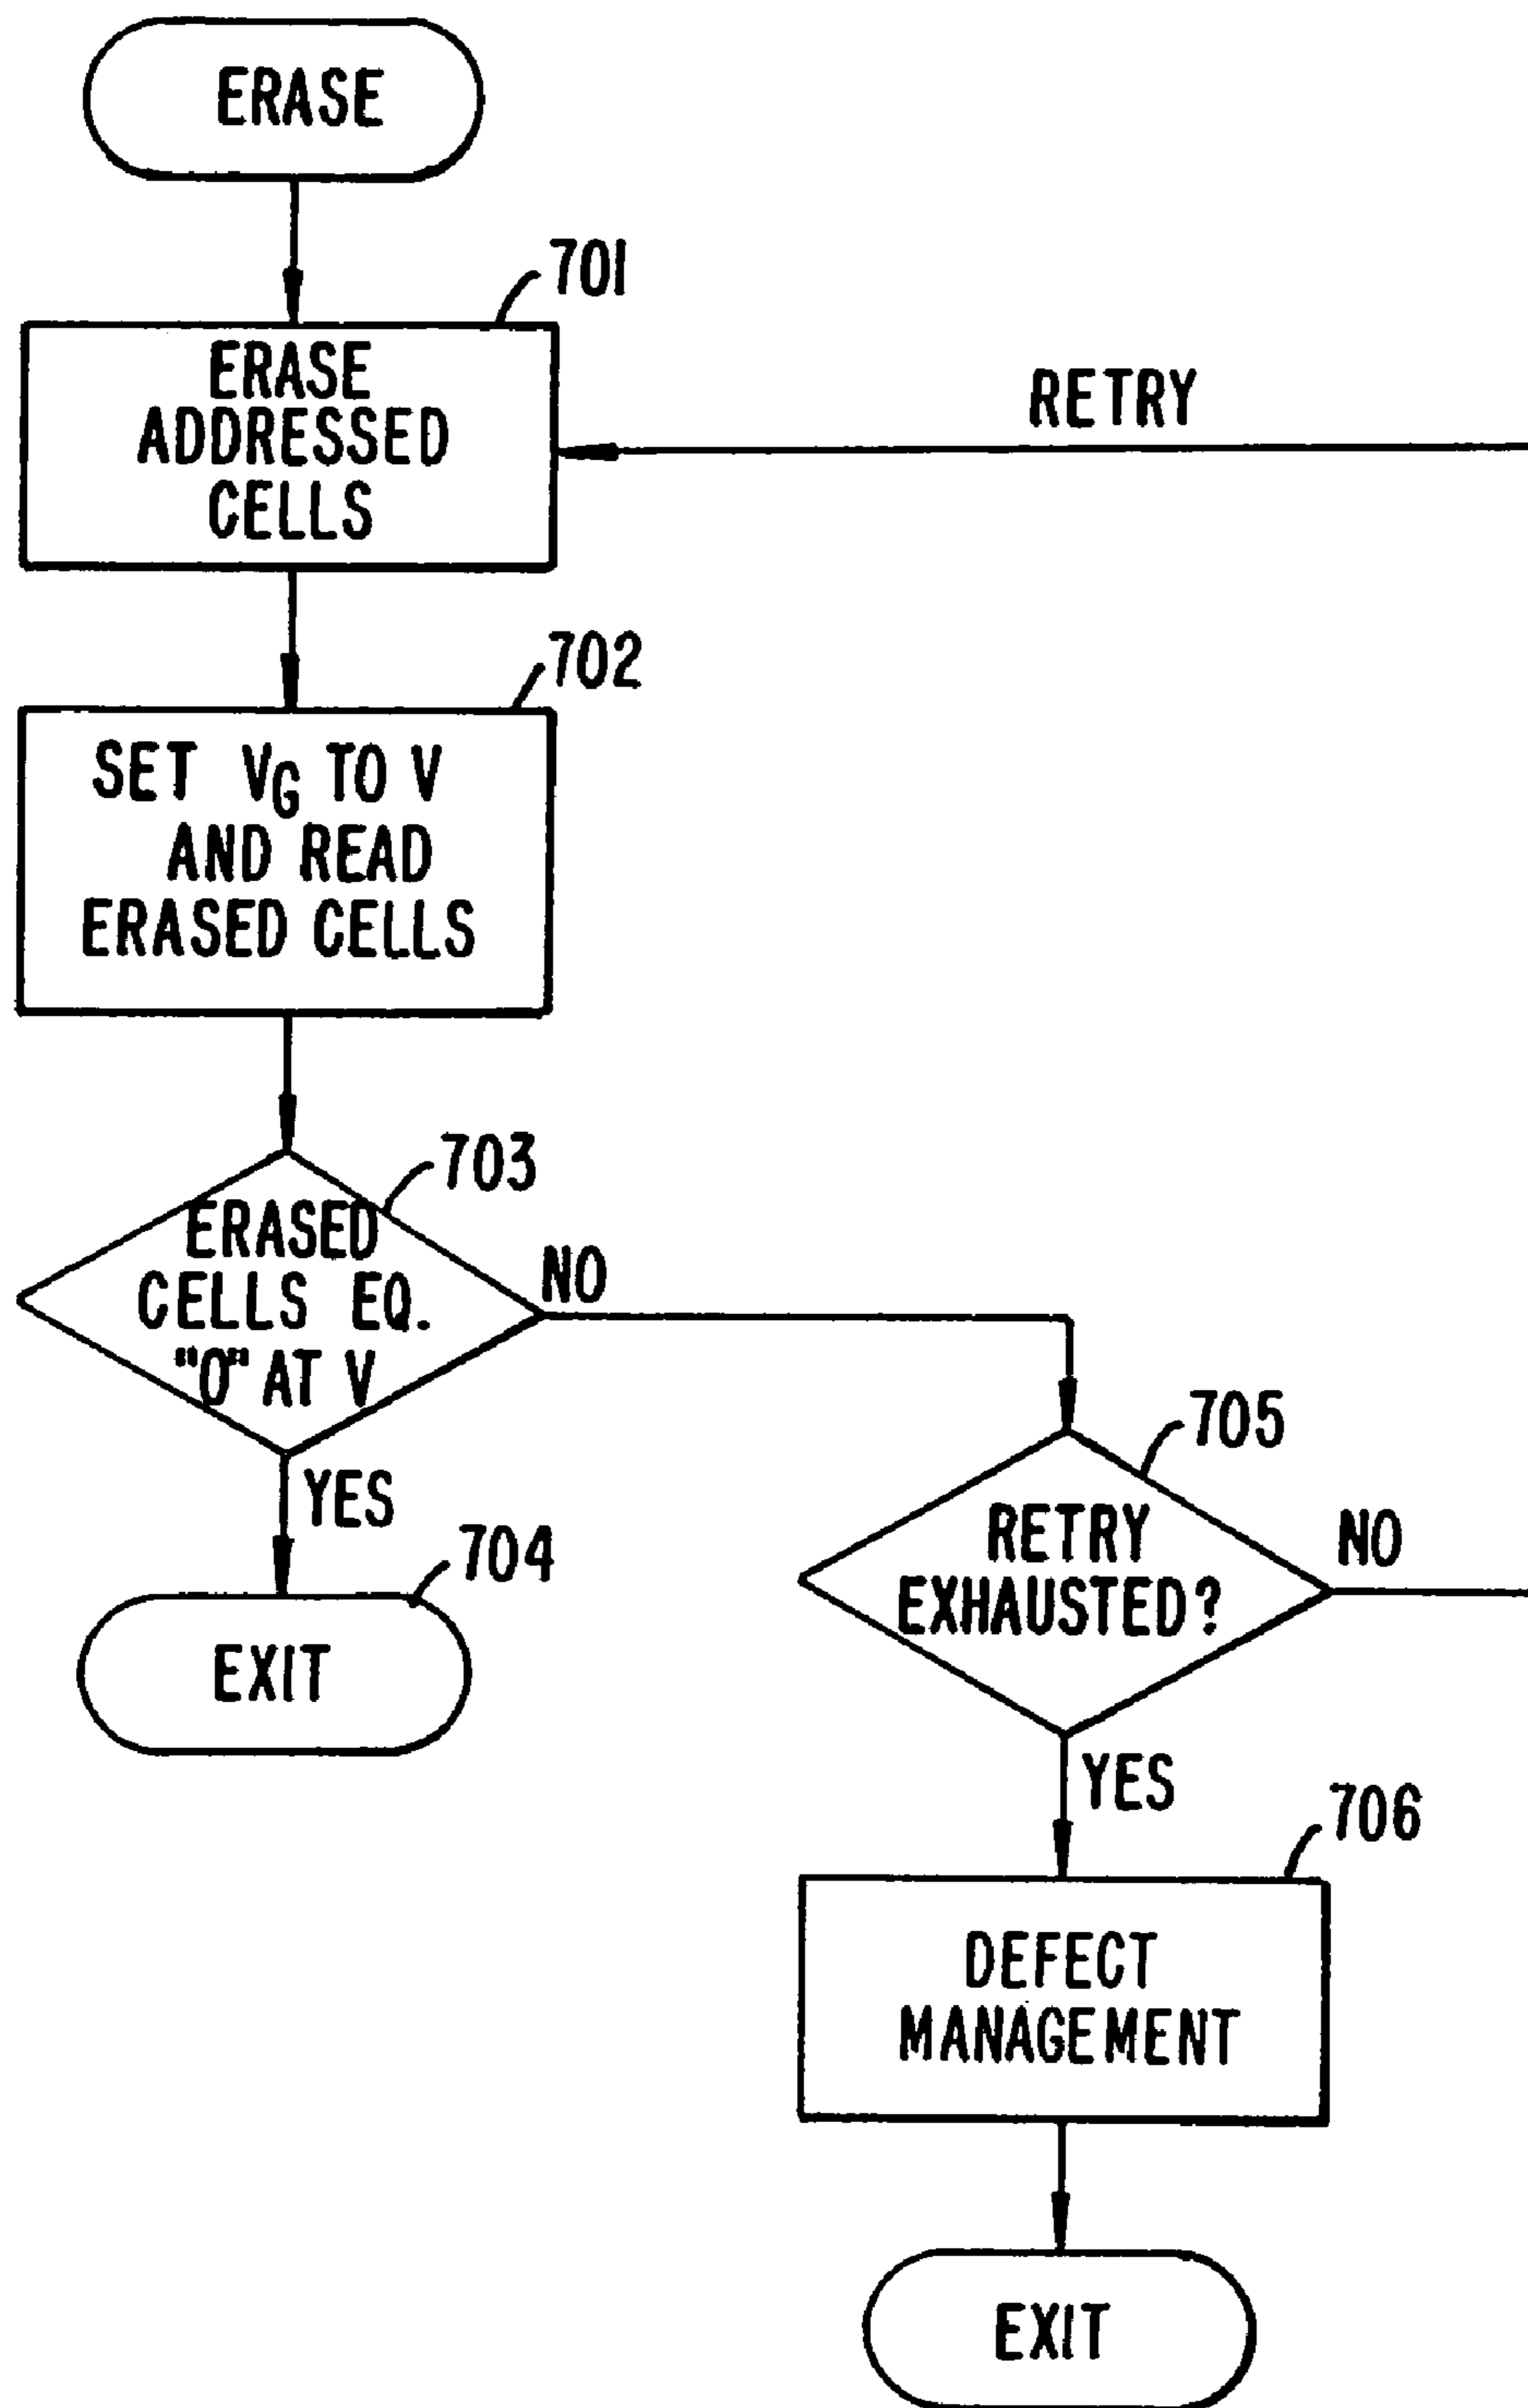 ERASE
701
ERASE
ADDRESSED
CELLS
RETRY
702
SET VG TO V
AND READ
ERASED CELLS
703
ERASED
CELLS EQ.
"0" AT V
NO
YES
704
EXIT
705
RETRY
EXHAUSTED?
NO
YES
706
DEFECT
MANAGEMENT
EXIT